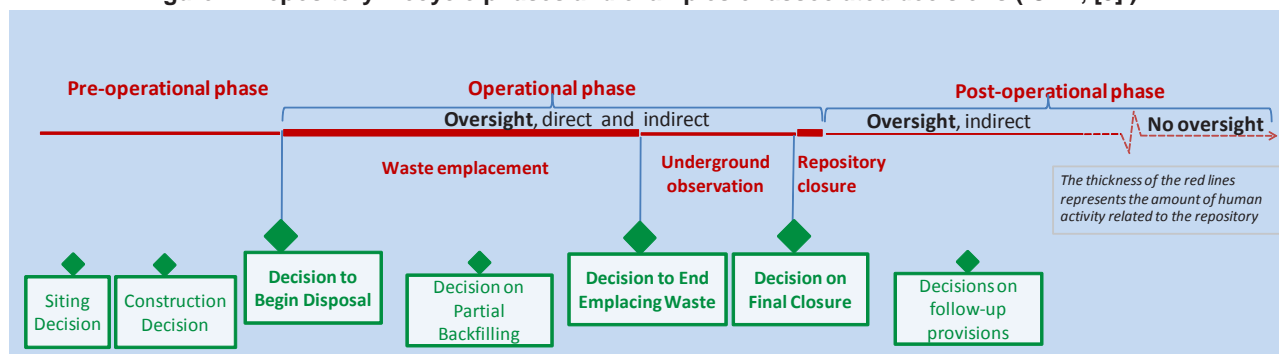 Pre-operational phase
Operational phase
Post-operational phase
Oversight, direct and indirect
Oversight, indirect
No oversight
Waste emplacement
Underground
observation
Repository
closure
The thickness of the red lines
represents the amount of human
activity related to the repository
Siting
Decision
Construction
Decision
Decision to
Begin Disposal
Decision on
Partial
Backfilling
Decision to End
Emplacing Waste
Decision on
Final Closure
Decisions on
follow-up
provisions